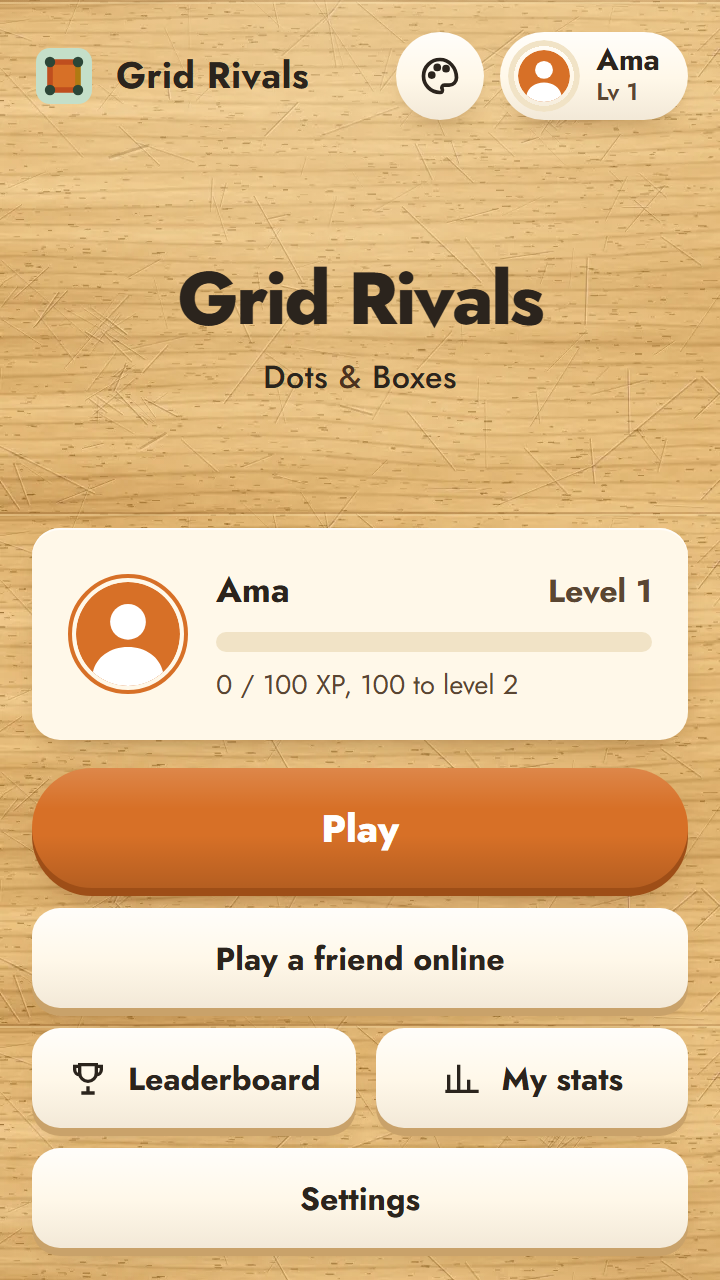 Grid Rivals
Ama
Lv 1
Grid Rivals
Dots & Boxes
Ama
Level 1
0 / 100 XP, 100 to level 2
Play
Play a friend online
Leaderboard
My stats
Settings